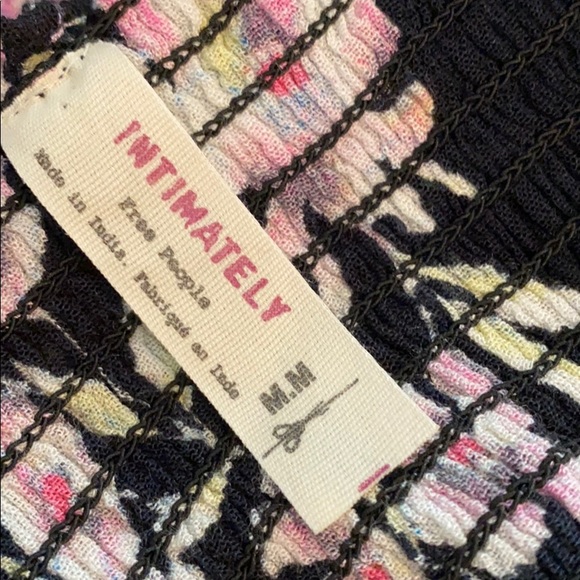 INTIMATELY
Free People
Made in India. Fabriqué en Inde
M.M